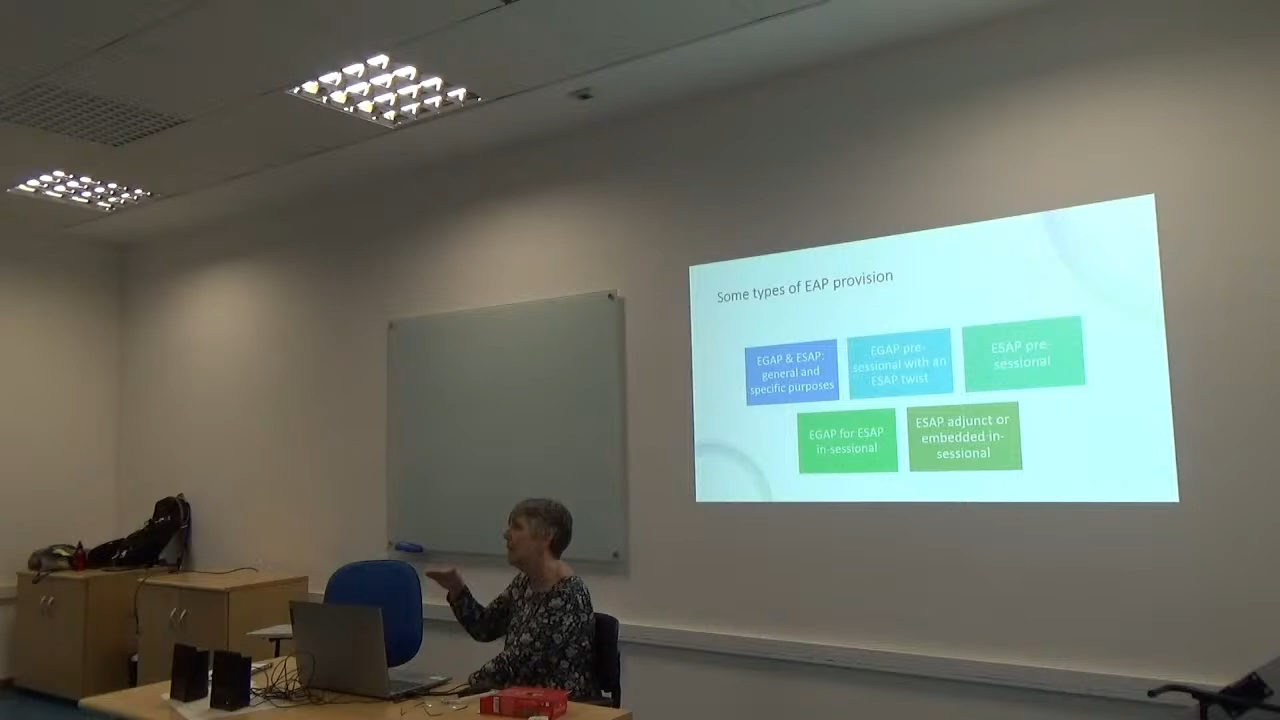 Some types of EAP provision
EGAP & ESAP:
general and
specific purposes
EGAP pre-
sessional with an
ESAP twist
ESAP pre-
sessional
EGAP for ESAP
in-sessional
ESAP adjunct or
embedded in-
sessional